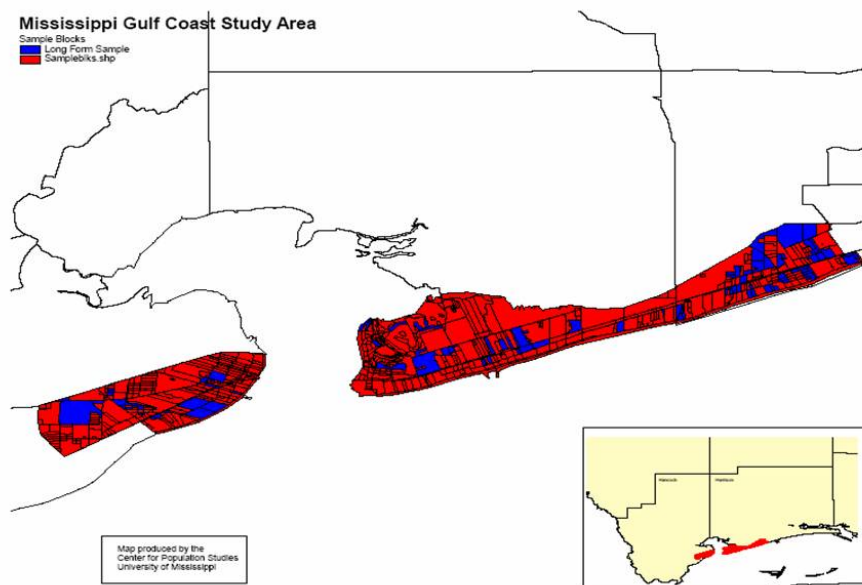 Mississippi Gulf Coast Study Area
Sample Blocks
Long Form Sample
Sampleblks.shp
Map produced by the
Center for Population Studies
University of Mississippi